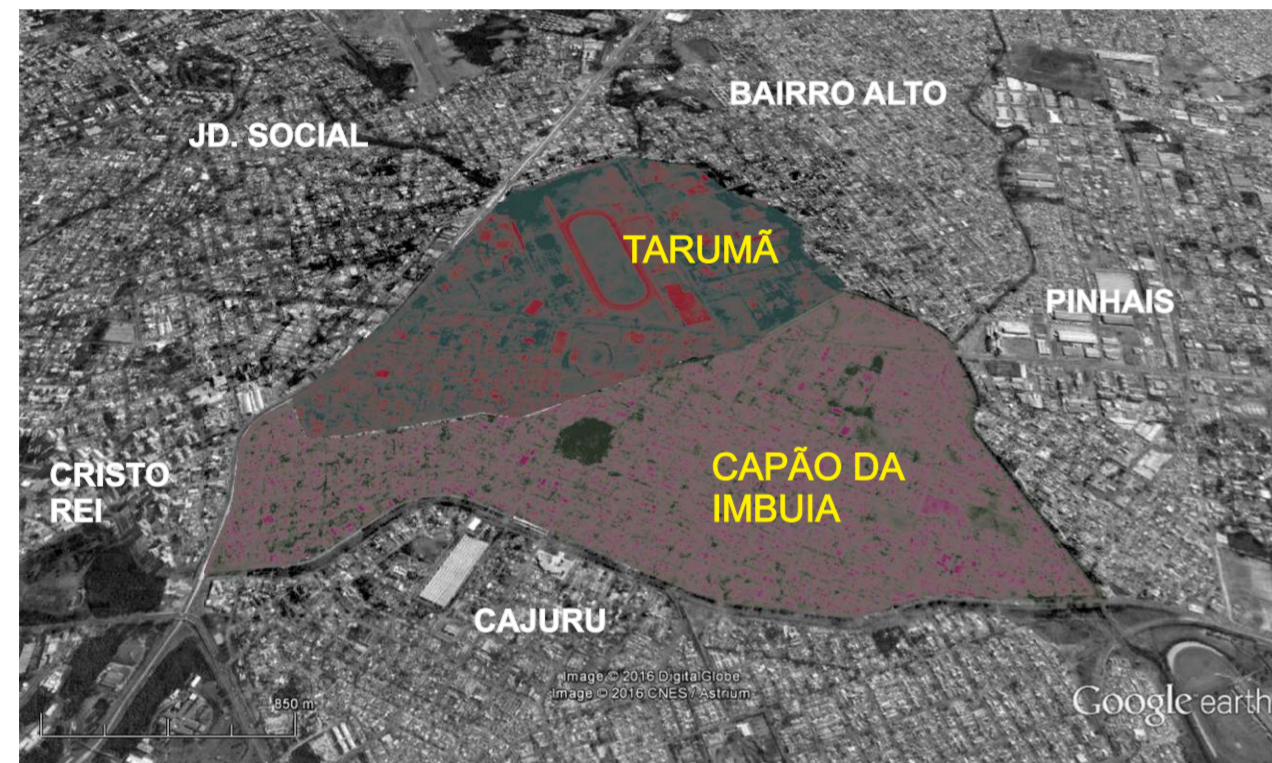 BAIRRO ALTO
JD. SOCIAL
TARUMÃ
PINHAIS
CAPÃO DA
IMBUIA
CRISTO
REI
CAJURU
Image © 2016 DigitalGlobe
Image © 2016 CNES / Astrium
850 m
Google earth